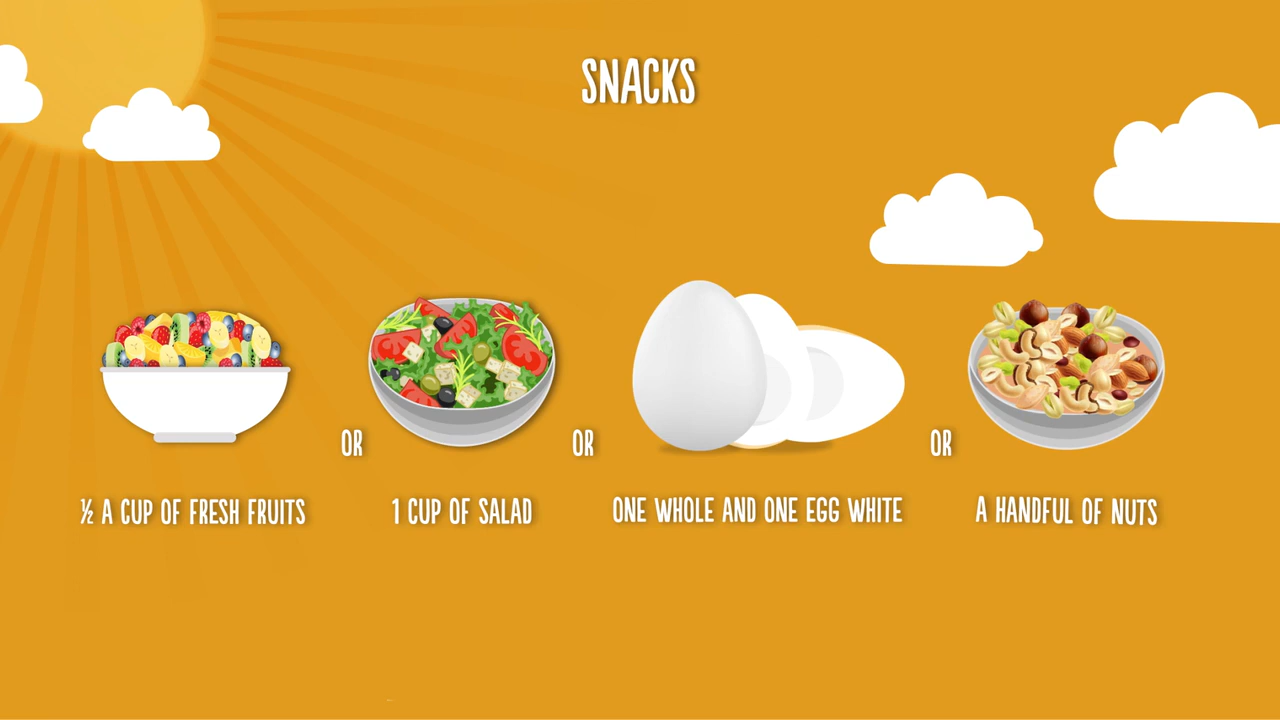 SNACKS
OR
OR
OR
½ A CUP OF FRESH FRUITS
1 CUP OF SALAD
ONE WHOLE AND ONE EGG WHITE
A HANDFUL OF NUTS